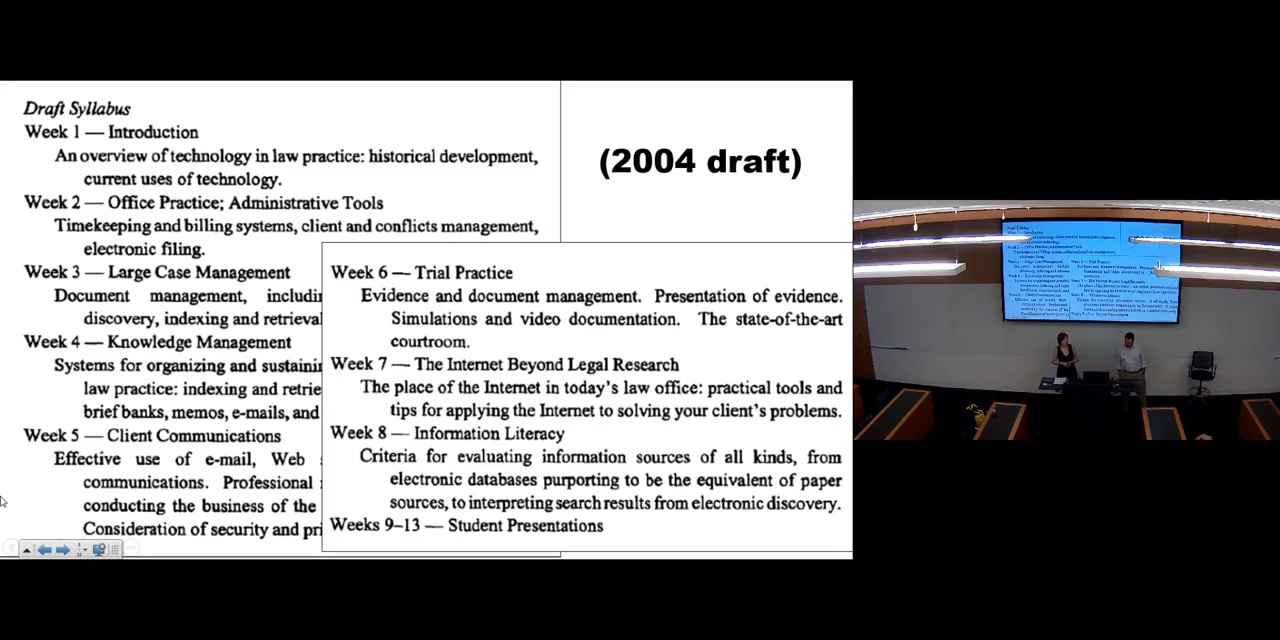 Draft Syllabus
Week 1 — Introduction
An overview of technology in law practice: historical development,
current uses of technology.
Week 2 — Office Practice; Administrative Tools
Timekeeping and billing systems, client and conflicts management,
electronic filing.
Week 3 — Large Case Management
Document management,
discovery, indexing and retrieval
Week 4 — Knowledge Management
Systems for organizing and
law practice: indexing and
brief banks, memos, e-mails, and
Week 5 — Client Communications
Effective use of e-mail, Web
communications. Professional
conducting the business of the
Consideration of security and
(2004 draft)
Week 6 — Trial Practice
Evidence and document management. Presentation of evidence.
Simulations and video documentation. The state-of-the-art
courtroom.
Week 7 — The Internet Beyond Legal Research
The place of the Internet in today's law office: practical tools and
tips for applying the Internet to solving your client's problems.
Week 8 — Information Literacy
Criteria for evaluating information sources of all kinds, from
electronic databases purporting to be the equivalent of paper
sources, to interpreting search results from electronic discovery.
Weeks 9–13 — Student Presentations